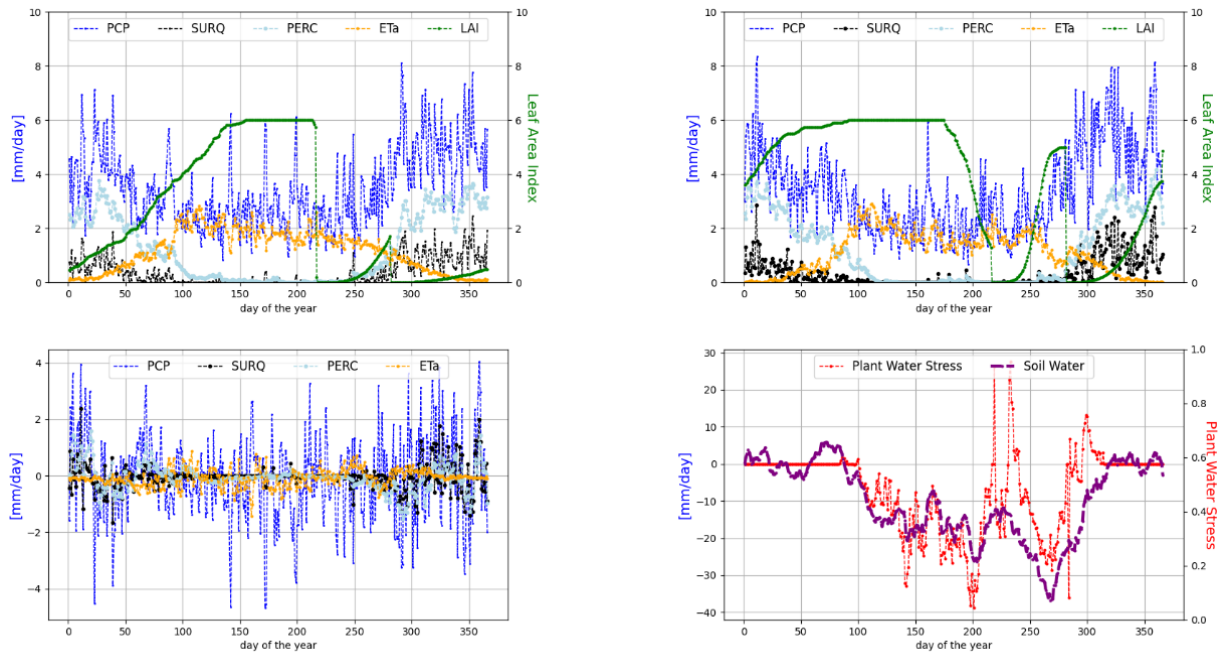 PCP SURQ PERC ETa LAI
10 8 6 4 2 0
[mm/day]
10 8 6 4 2 0
Leaf Area Index
0 50 100 150 200 250 300 350
day of the year
PCP SURQ PERC ETa LAI
10 8 6 4 2 0
[mm/day]
10 8 6 4 2 0
Leaf Area Index
0 50 100 150 200 250 300 350
day of the year
PCP SURQ PERC ETa
4 2 0 −2 −4
[mm/day]
0 50 100 150 200 250 300 350
day of the year
Plant Water Stress Soil Water
30 20 10 0 −10 −20 −30 −40
[mm/day]
1.0 0.8 0.6 0.4 0.2 0.0
Plant Water Stress
0 50 100 150 200 250 300 350
day of the year